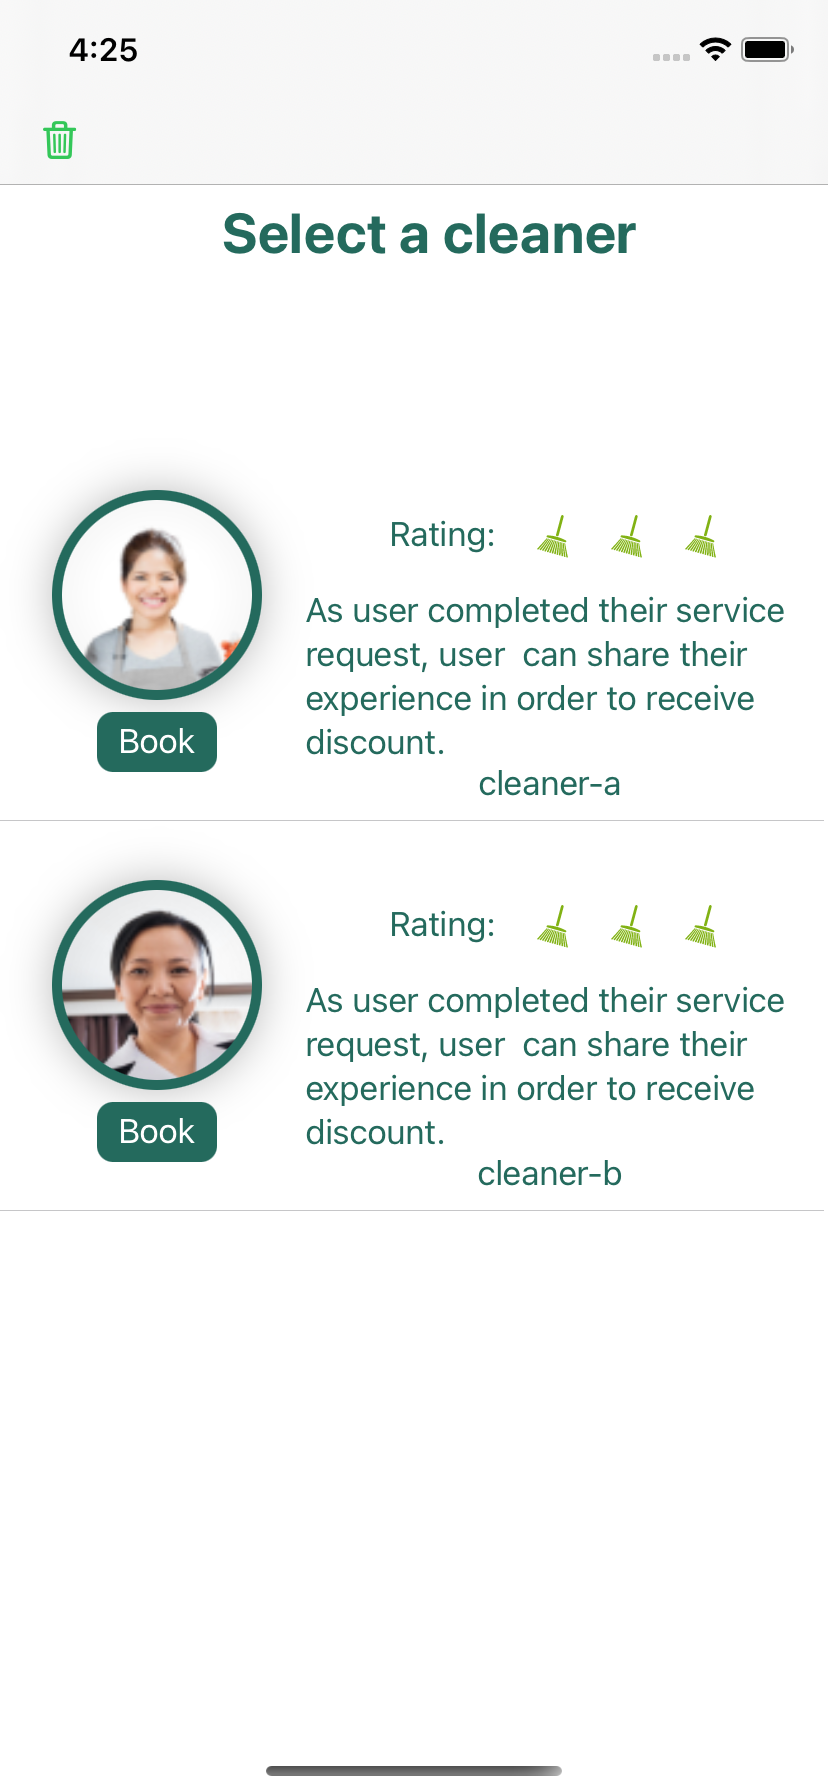 4:25
Select a cleaner
Rating:
As user completed their service
request, user  can share their
experience in order to receive
discount.
Book
cleaner-a
Rating:
As user completed their service
request, user  can share their
experience in order to receive
discount.
Book
cleaner-b